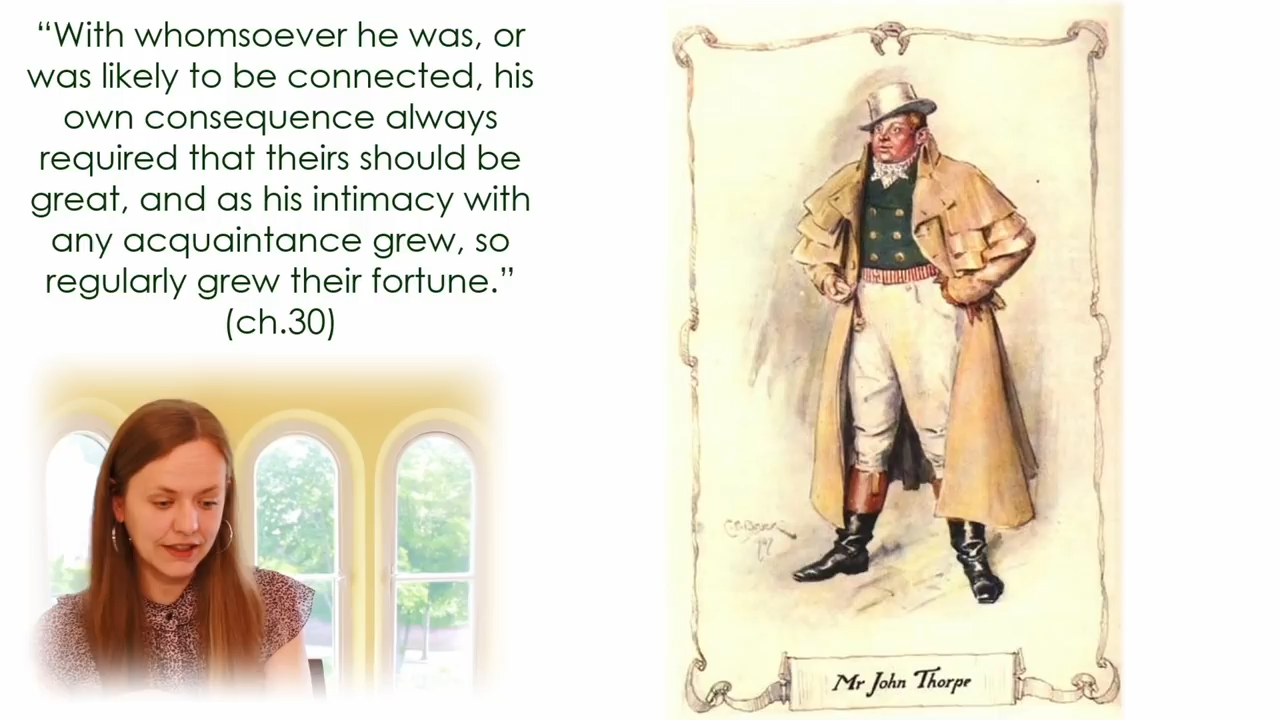 “With whomsoever he was, or
was likely to be connected, his
own consequence always
required that theirs should be
great, and as his intimacy with
any acquaintance grew, so
regularly grew their fortune.”
(ch.30)
Mr John Thorpe